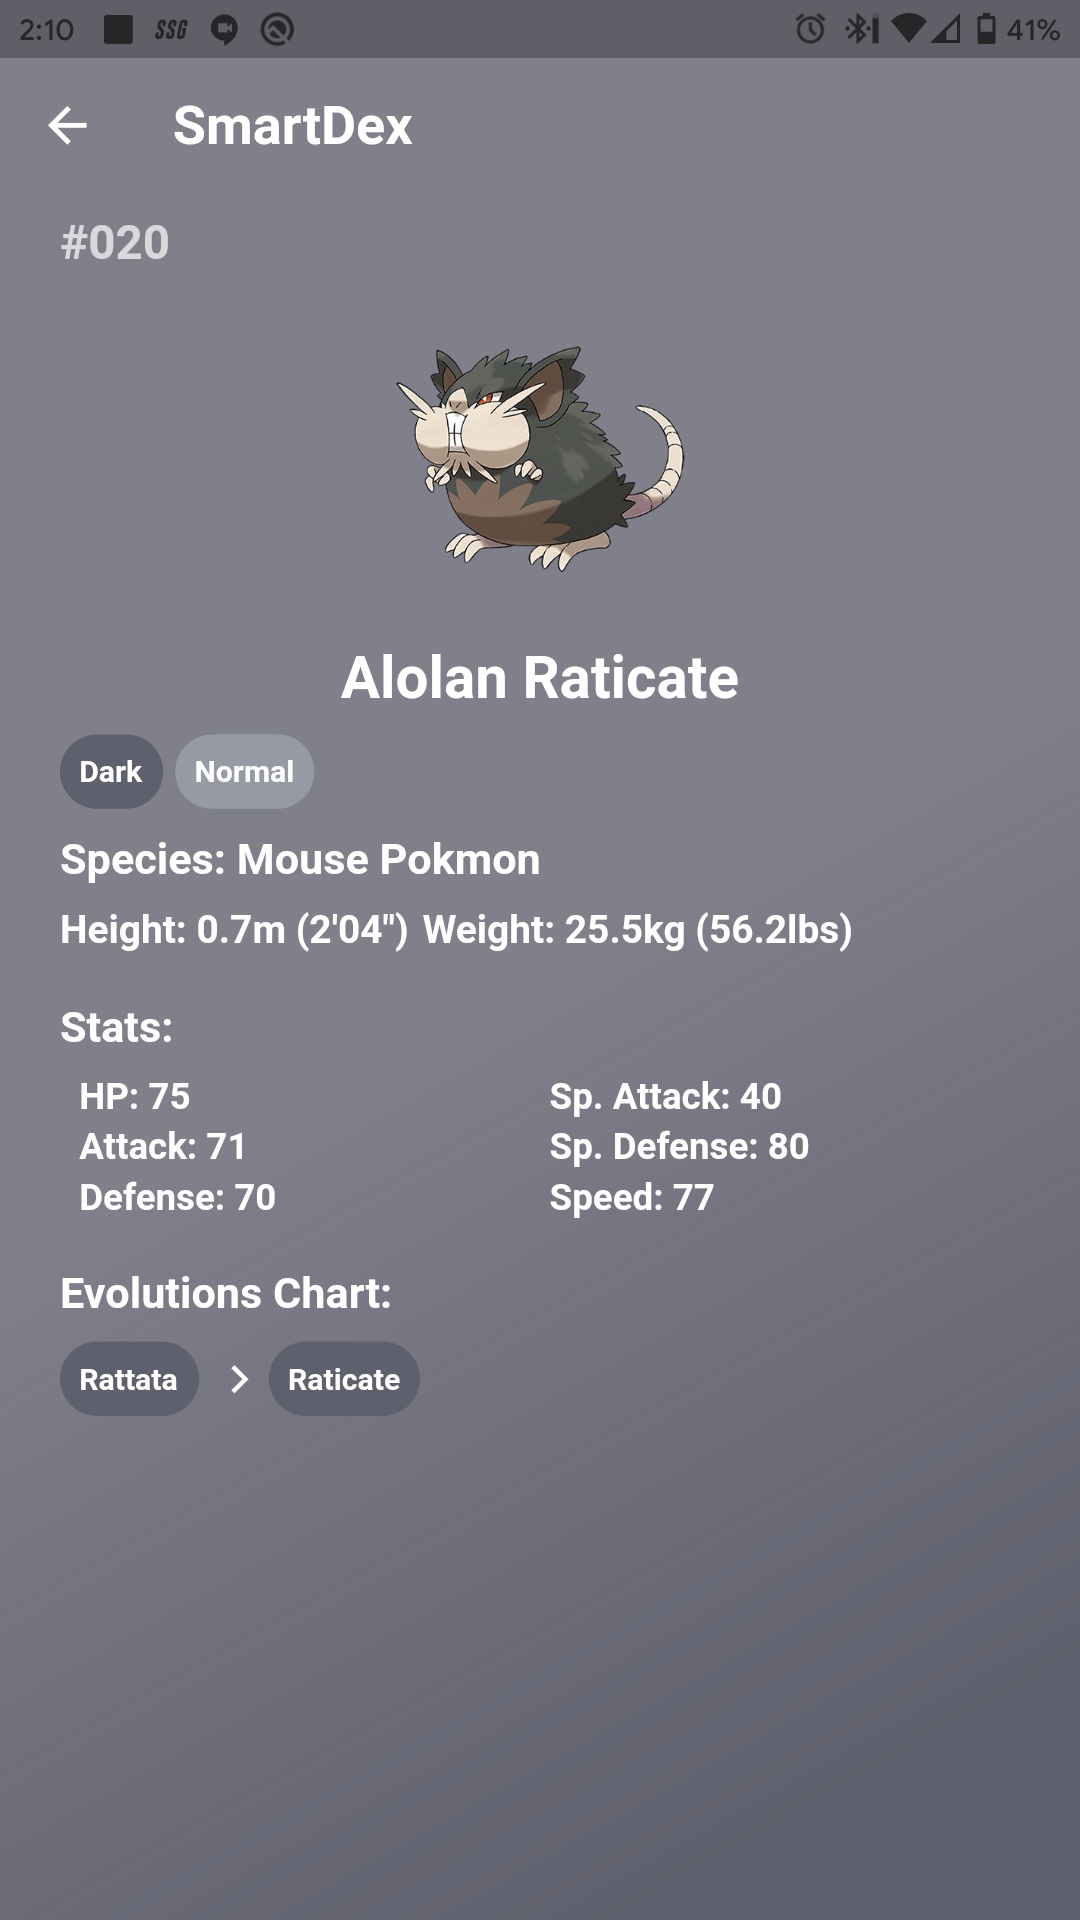 2:10 SSG 41%
SmartDex
#020
Alolan Raticate
Dark Normal
Species: Mouse Pokmon
Height: 0.7m (2'04") Weight: 25.5kg (56.2lbs)
Stats:
HP: 75 Sp. Attack: 40
Attack: 71 Sp. Defense: 80
Defense: 70 Speed: 77
Evolutions Chart:
Rattata Raticate